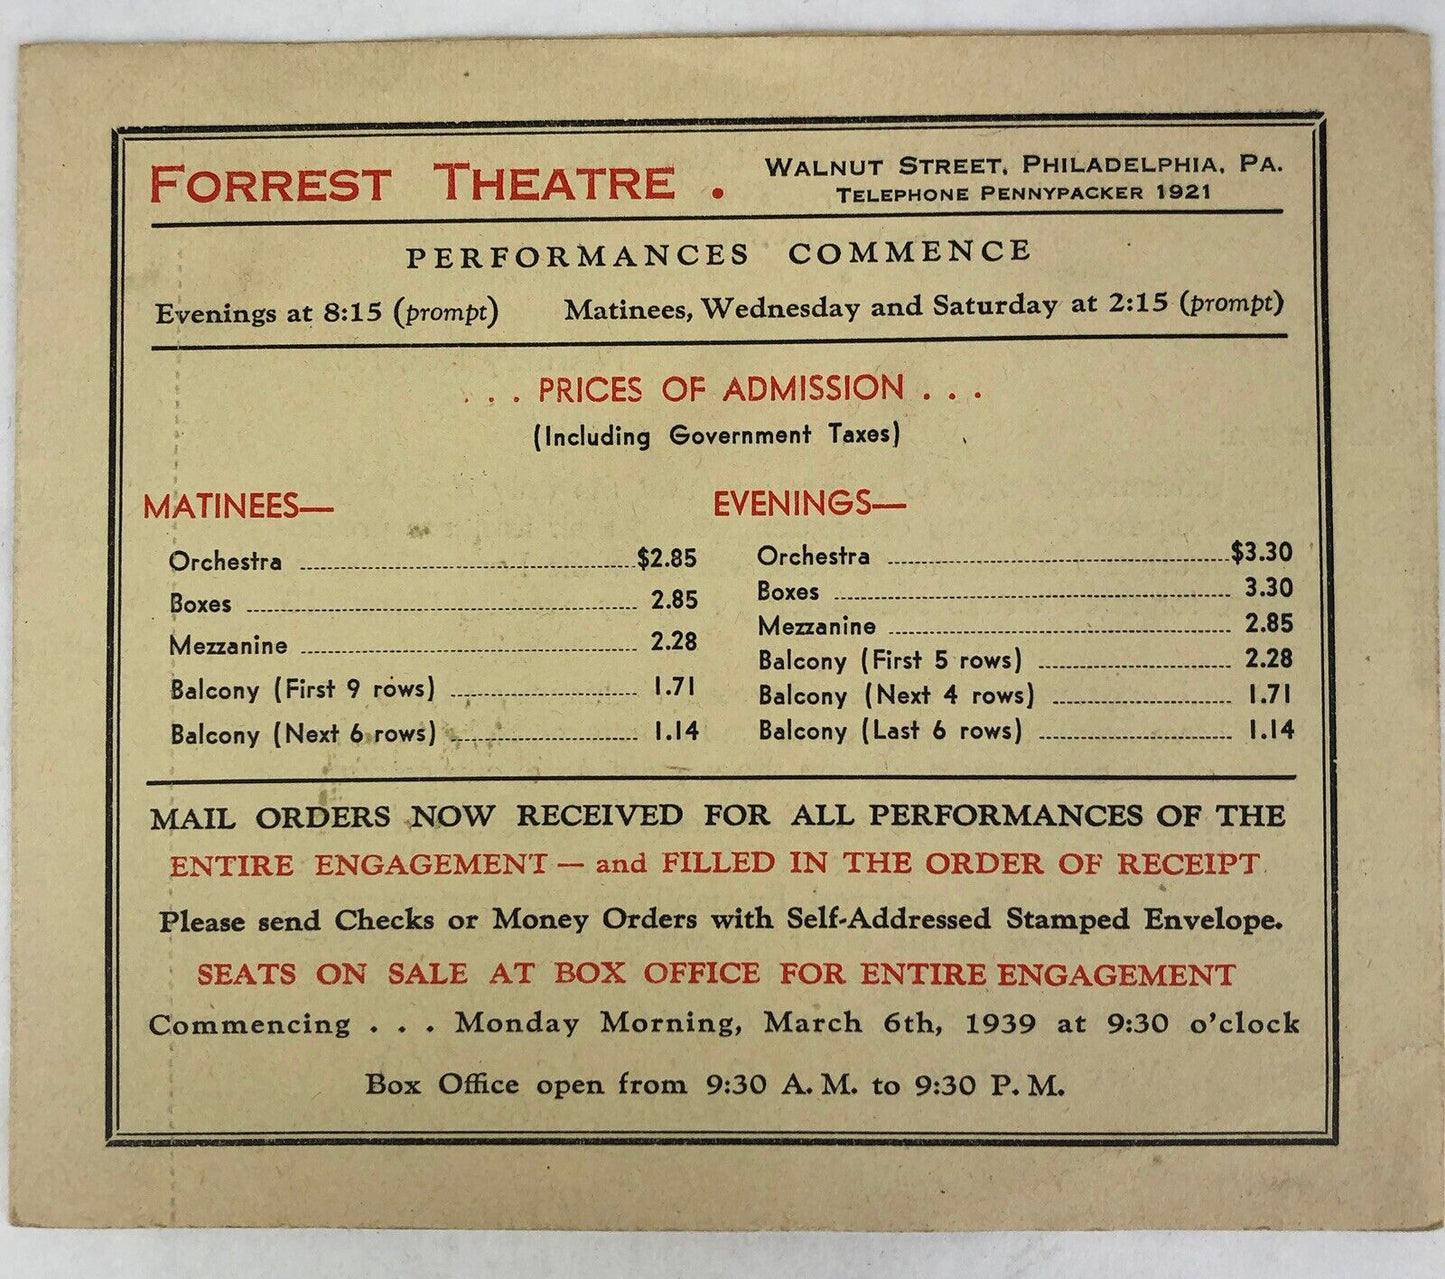 FORREST THEATRE .
WALNUT STREET, PHILADELPHIA, PA.
TELEPHONE PENNYPACKER 1921
PERFORMANCES COMMENCE
Evenings at 8:15 (prompt) Matinees, Wednesday and Saturday at 2:15 (prompt)
. . . PRICES OF ADMISSION . . .
(Including Government Taxes)
MATINEES—
Orchestra $2.85
Boxes 2.85
Mezzanine 2.28
Balcony (First 9 rows) 1.71
Balcony (Next 6 rows) 1.14
EVENINGS—
Orchestra $3.30
Boxes 3.30
Mezzanine 2.85
Balcony (First 5 rows) 2.28
Balcony (Next 4 rows) 1.71
Balcony (Last 6 rows) 1.14
MAIL ORDERS NOW RECEIVED FOR ALL PERFORMANCES OF THE
ENTIRE ENGAGEMENT — and FILLED IN THE ORDER OF RECEIPT
Please send Checks or Money Orders with Self-Addressed Stamped Envelope.
SEATS ON SALE AT BOX OFFICE FOR ENTIRE ENGAGEMENT
Commencing . . . Monday Morning, March 6th, 1939 at 9:30 o'clock
Box Office open from 9:30 A. M. to 9:30 P. M.